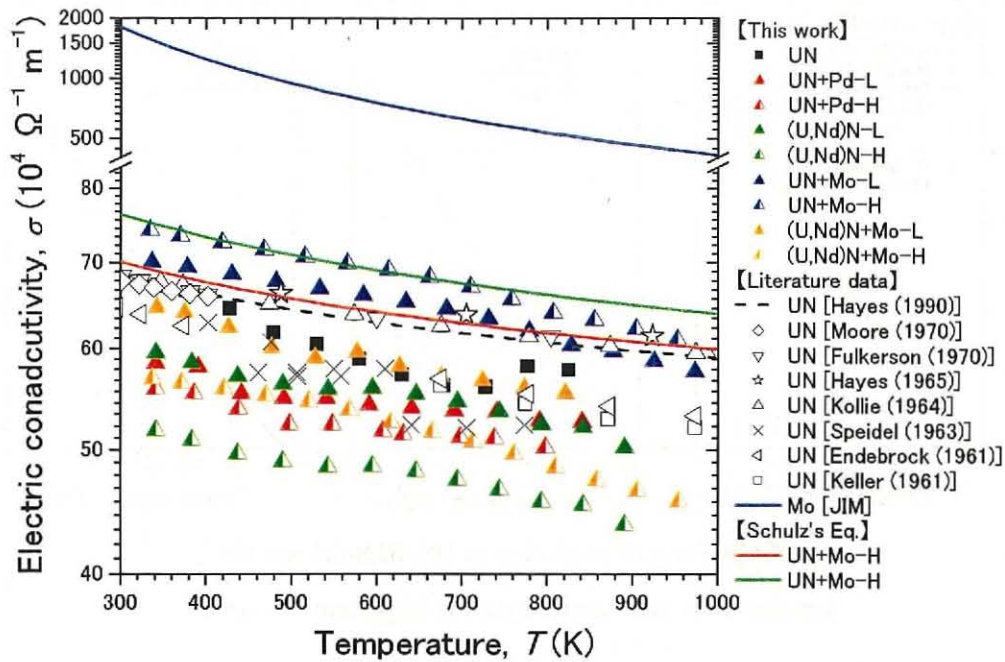 2000
1500
1000
500
80
70
60
50
40
300 400 500 600 700 800 900 1000
Electric conadcutivity, σ (10⁴ Ω⁻¹ m⁻¹)
Temperature, T (K)
【This work】
UN
UN+Pd-L
UN+Pd-H
(U,Nd)N-L
(U,Nd)N-H
UN+Mo-L
UN+Mo-H
(U,Nd)N+Mo-L
(U,Nd)N+Mo-H
【Literature data】
UN [Hayes (1990)]
UN [Moore (1970)]
UN [Fulkerson (1970)]
UN [Hayes (1965)]
UN [Kollie (1964)]
UN [Speidel (1963)]
UN [Endebrock (1961)]
UN [Keller (1961)]
Mo [JIM]
【Schulz's Eq.】
UN+Mo-H
UN+Mo-H